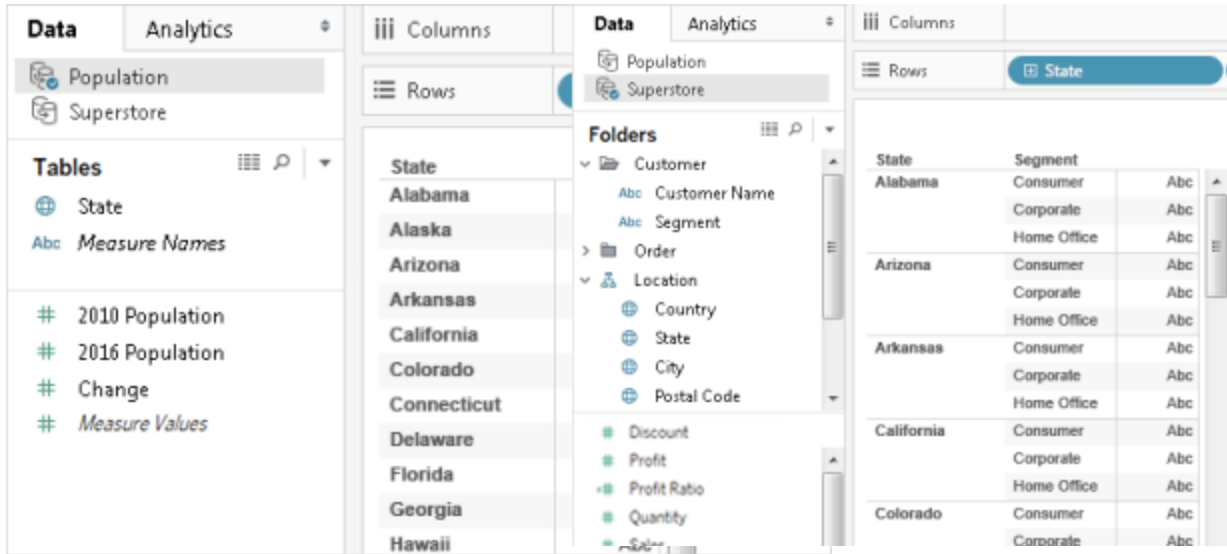 Data Analytics
Population
Superstore
Tables
State
Abc Measure Names
# 2010 Population
# 2016 Population
# Change
# Measure Values
Columns
Rows
State
Alabama
Alaska
Arizona
Arkansas
California
Colorado
Connecticut
Delaware
Florida
Georgia
Hawaii
Data Analytics
Population
Superstore
Folders
Customer
Abc Customer Name
Abc Segment
Order
Location
Country
State
City
Postal Code
# Discount
# Profit
=# Profit Ratio
# Quantity
# Sales
Columns
Rows State
State Segment
Alabama Consumer Abc
Corporate Abc
Home Office Abc
Arizona Consumer Abc
Corporate Abc
Home Office Abc
Arkansas Consumer Abc
Corporate Abc
Home Office Abc
California Consumer Abc
Corporate Abc
Home Office Abc
Colorado Consumer Abc
Corporate Abc